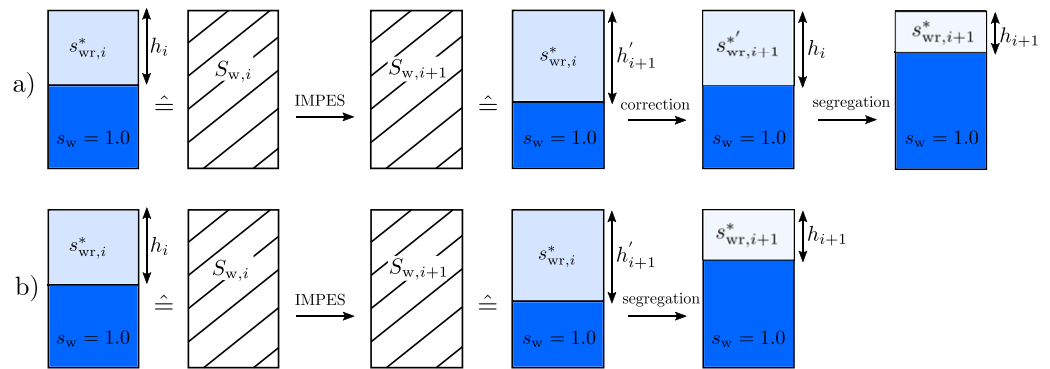 a)
s*wr,i
hi
sw = 1.0
≙
Sw,i
IMPES
Sw,i+1
≙
s*wr,i
h′i+1
sw = 1.0
correction
s*′wr,i+1
hi
sw = 1.0
segregation
s*wr,i+1
hi+1
sw = 1.0
b)
s*wr,i
hi
sw = 1.0
≙
Sw,i
IMPES
Sw,i+1
≙
s*wr,i
h′i+1
sw = 1.0
segregation
s*wr,i+1
hi+1
sw = 1.0